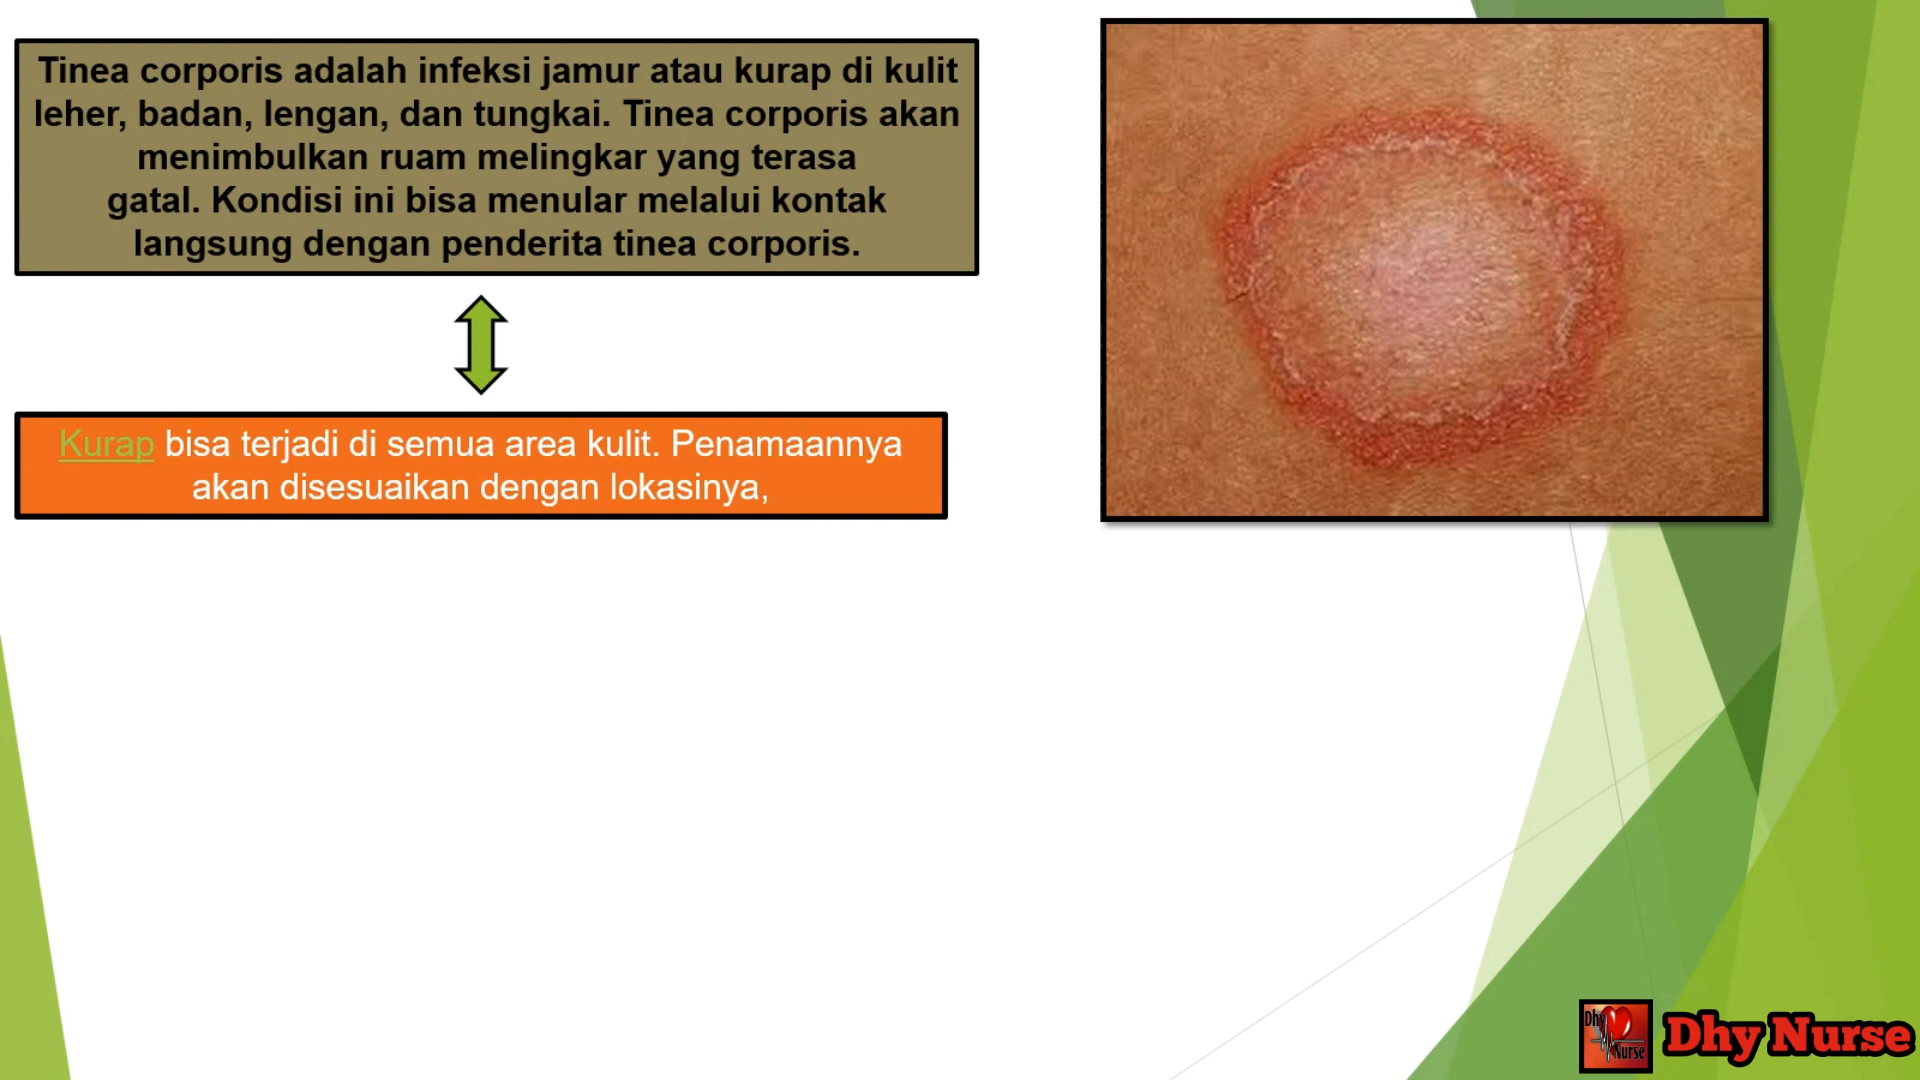 Tinea corporis adalah infeksi jamur atau kurap di kulit
leher, badan, lengan, dan tungkai. Tinea corporis akan
menimbulkan ruam melingkar yang terasa
gatal. Kondisi ini bisa menular melalui kontak
langsung dengan penderita tinea corporis.
Kurap bisa terjadi di semua area kulit. Penamaannya
akan disesuaikan dengan lokasinya,
Dhy
Nurse
Dhy Nurse